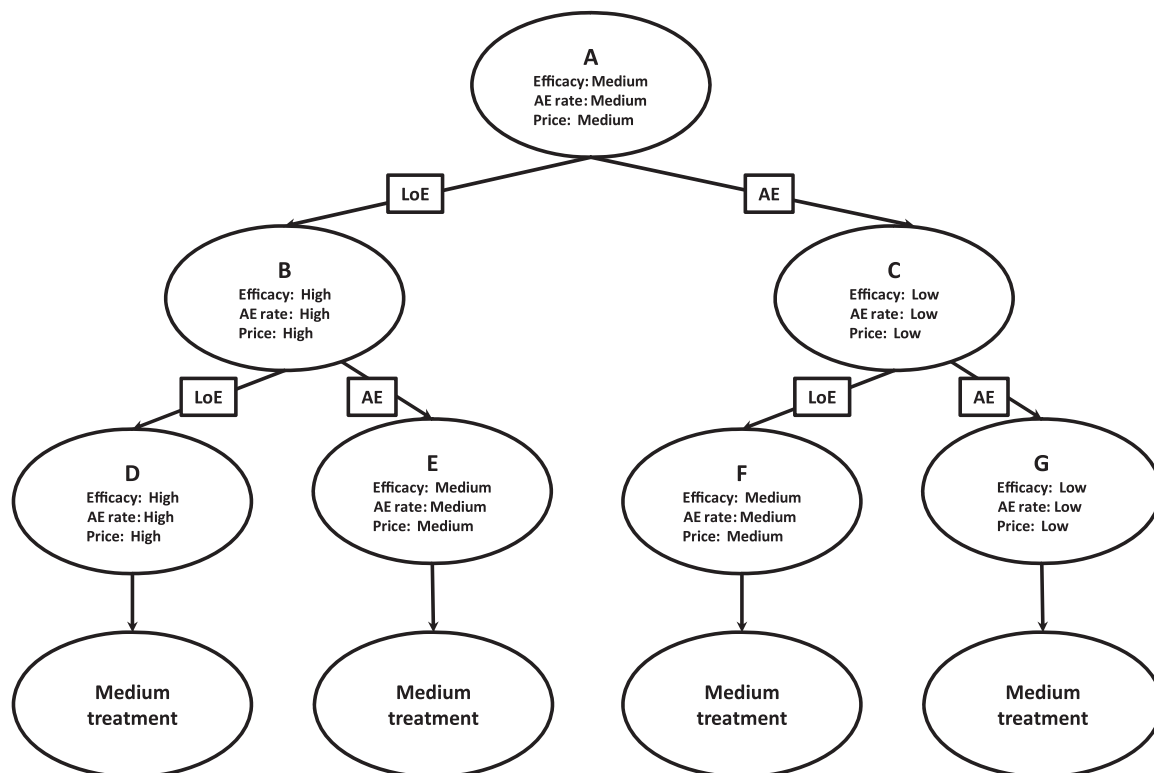 A
Efficacy: Medium
AE rate: Medium
Price: Medium
LoE
AE
B
Efficacy: High
AE rate: High
Price: High
C
Efficacy: Low
AE rate: Low
Price: Low
LoE
AE
LoE
AE
D
Efficacy: High
AE rate: High
Price: High
E
Efficacy: Medium
AE rate: Medium
Price: Medium
F
Efficacy: Medium
AE rate: Medium
Price: Medium
G
Efficacy: Low
AE rate: Low
Price: Low
Medium
treatment
Medium
treatment
Medium
treatment
Medium
treatment